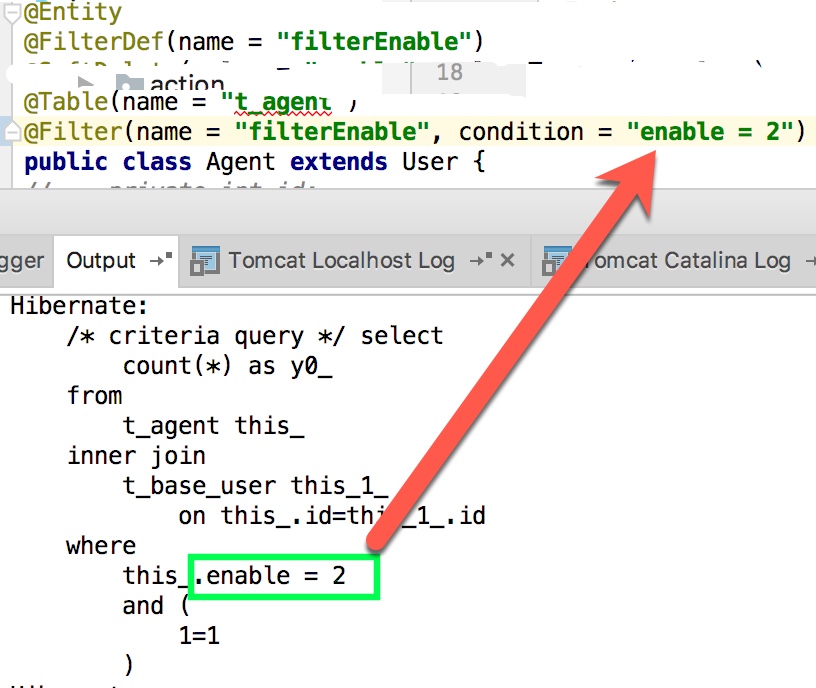 @Entity
@FilterDef(name = "filterEnable")
18
action
@Table(name = "t_agent ,
@Filter(name = "filterEnable", condition = "enable = 2")
public class Agent extends User {
// private int id;
gger Output Tomcat Localhost Log Tomcat Catalina Log
Hibernate:
/* criteria query */ select
count(*) as y0_
from
t_agent this_
inner join
t_base_user this_1_
on this_.id=this_1_.id
where
this_.enable = 2
and (
1=1
)